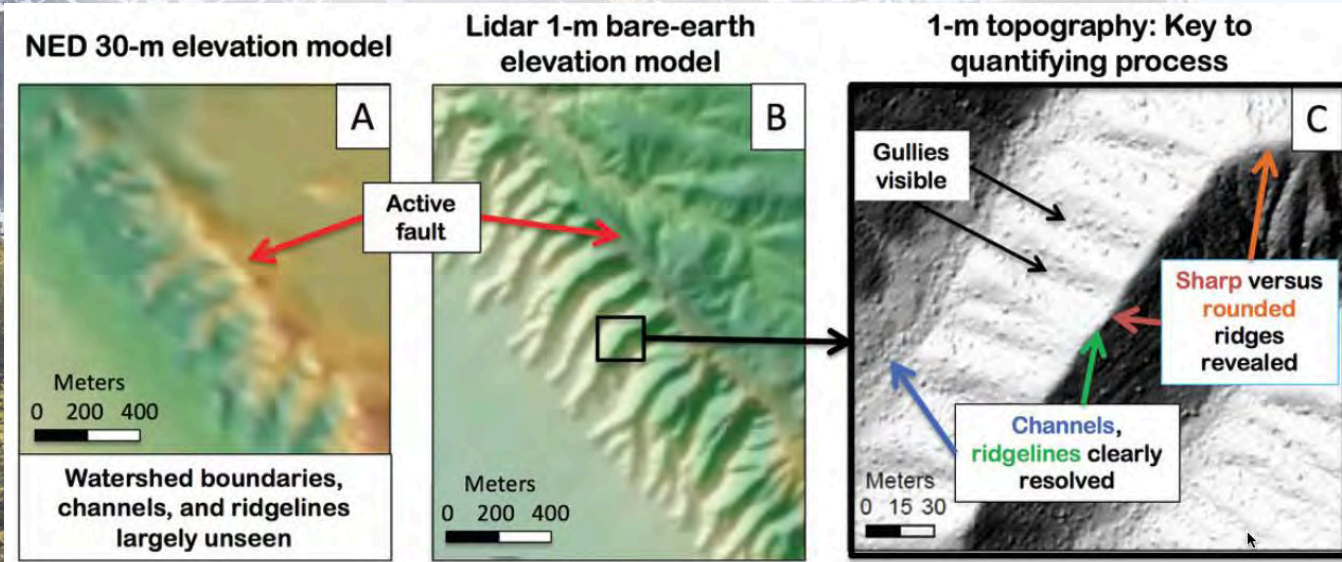 NED 30-m elevation model
A
Meters
0 200 400
Watershed boundaries,
channels, and ridgelines
largely unseen
Active
fault
Lidar 1-m bare-earth
elevation model
B
Meters
0 200 400
1-m topography: Key to
quantifying process
C
Gullies
visible
Sharp versus
rounded
ridges
revealed
Channels,
ridgelines clearly
resolved
Meters
0 15 30